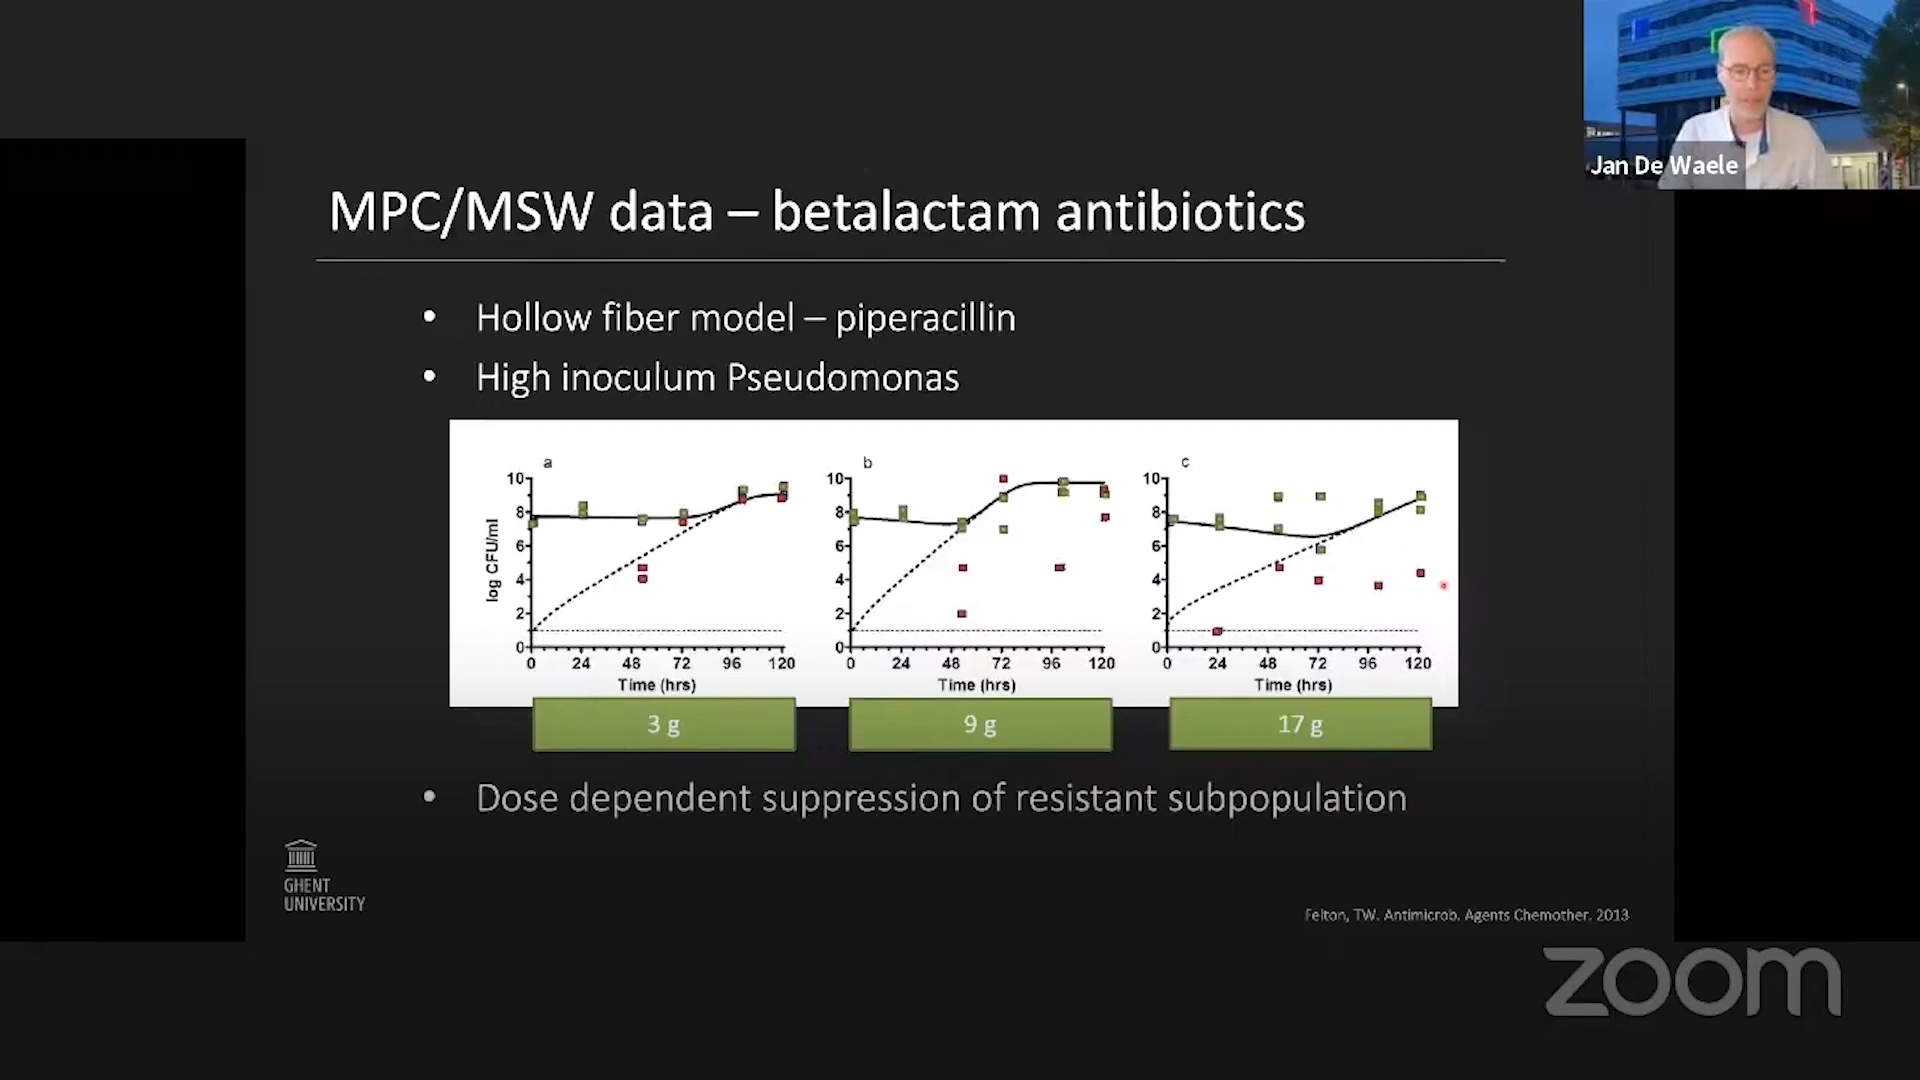 Jan De Waele
MPC/MSW data – betalactam antibiotics
• Hollow fiber model – piperacillin
• High inoculum Pseudomonas
a b c
log CFU/ml
10 8 6 4 2 0
10 8 6 4 2 0
10 8 6 4 2 0
0 24 48 72 96 120
0 24 48 72 96 120
0 24 48 72 96 120
Time (hrs) Time (hrs) Time (hrs)
3 g 9 g 17 g
• Dose dependent suppression of resistant subpopulation
GHENT
UNIVERSITY
Felton, TW. Antimicrob. Agents Chemother. 2013
zoom